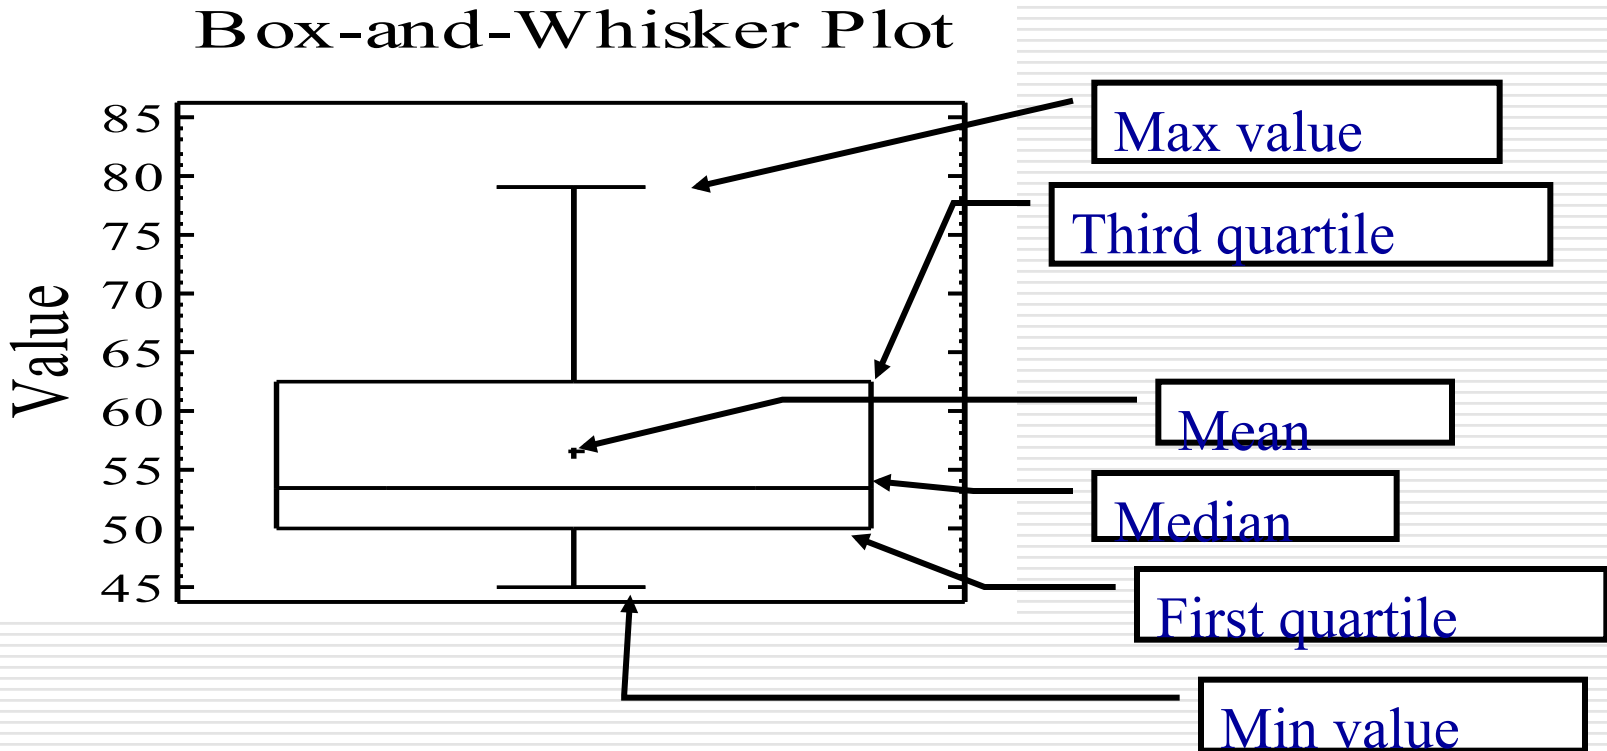 Box-and-Whisker Plot
Value
85
80
75
70
65
60
55
50
45
Max value
Third quartile
Mean
Median
First quartile
Min value